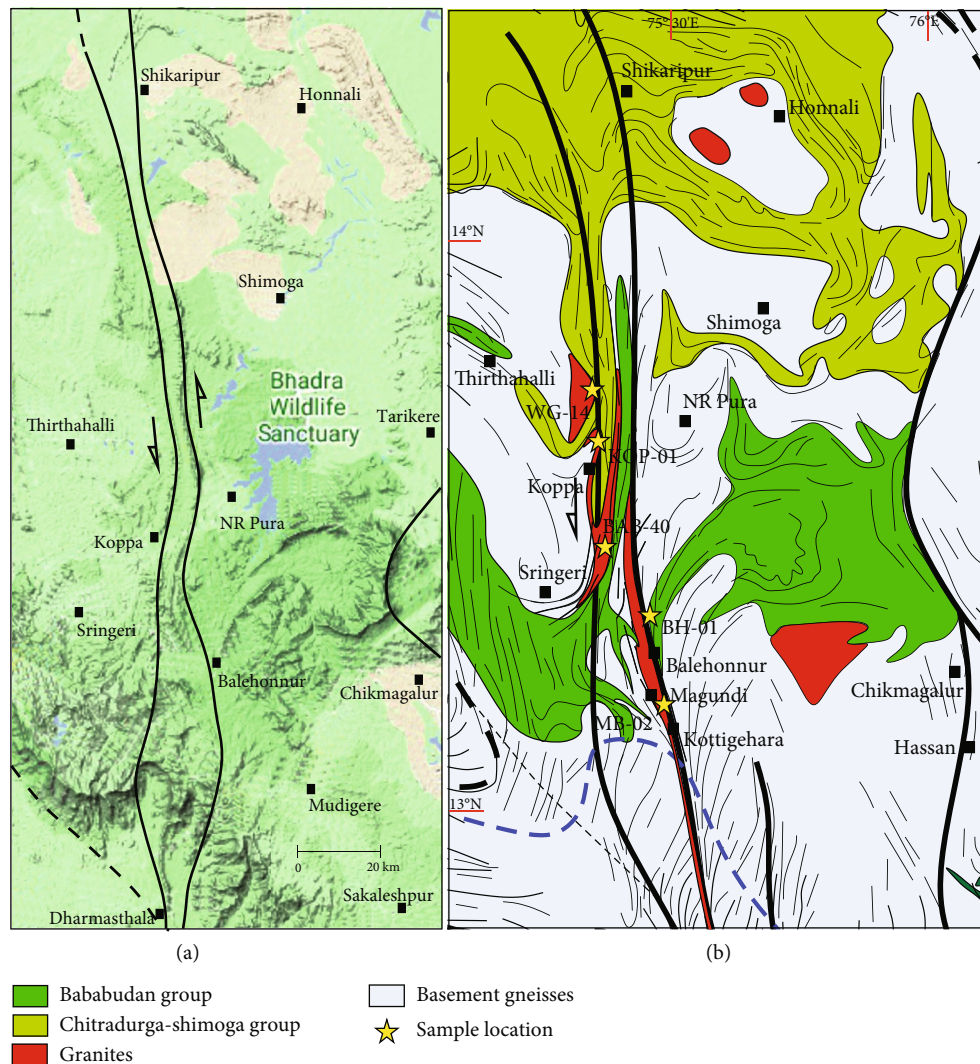 Shikaripur
Honnali
Shimoga
Bhadra
Wildlife
Sanctuary
Tarikere
Thirthahalli
NR Pura
Koppa
Sringeri
Balehonnur
Chikmagalur
Mudigere
0 20 km
Sakaleshpur
Dharmasthala
(a)
75° 30'E
76°
Shikaripur
Honnali
14°N
Shimoga
Thirthahalli
WG-14
NR Pura
KOP-01
Koppa
BAB-40
Sringeri
BH-01
Balehonnur
Magundi
Chikmagalur
MB-02
Kottigehara
Hassan
13°N
(b)
Bababudan group
Chitradurga-shimoga group
Granites
Basement gneisses
Sample location